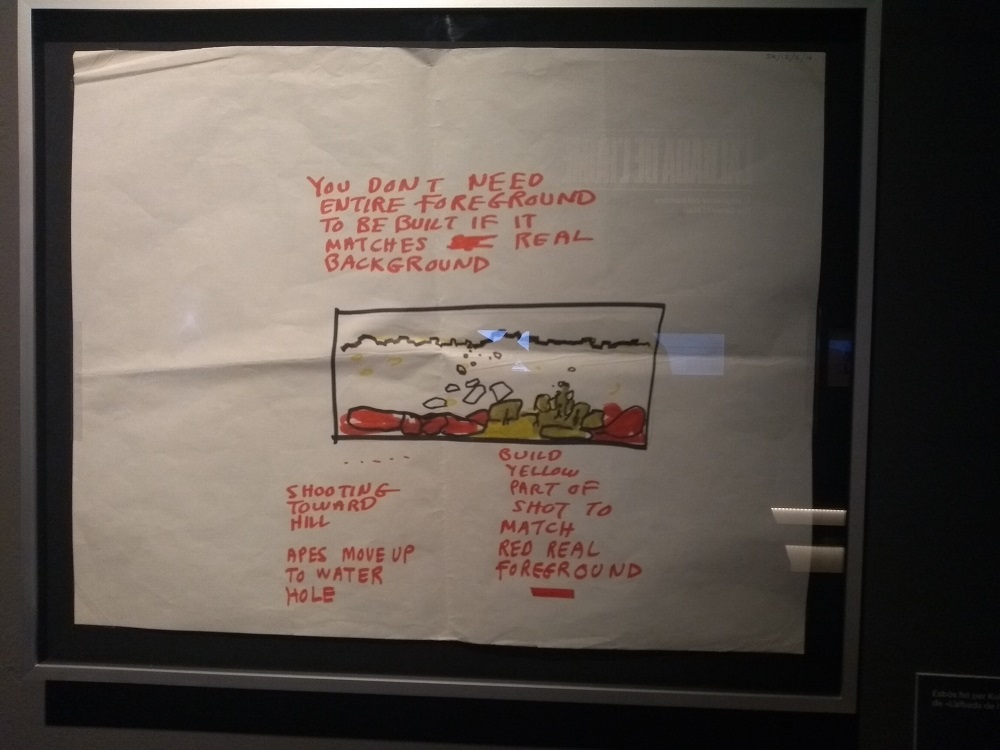 YOU DON'T NEED
ENTIRE FOREGROUND
TO BE BUILT IF IT
MATCHES REAL
BACKGROUND
SHOOTING
TOWARD
HILL
APES MOVE UP
TO WATER
HOLE
BUILD
YELLOW
PART OF
SHOT TO
MATCH
RED REAL
FOREGROUND